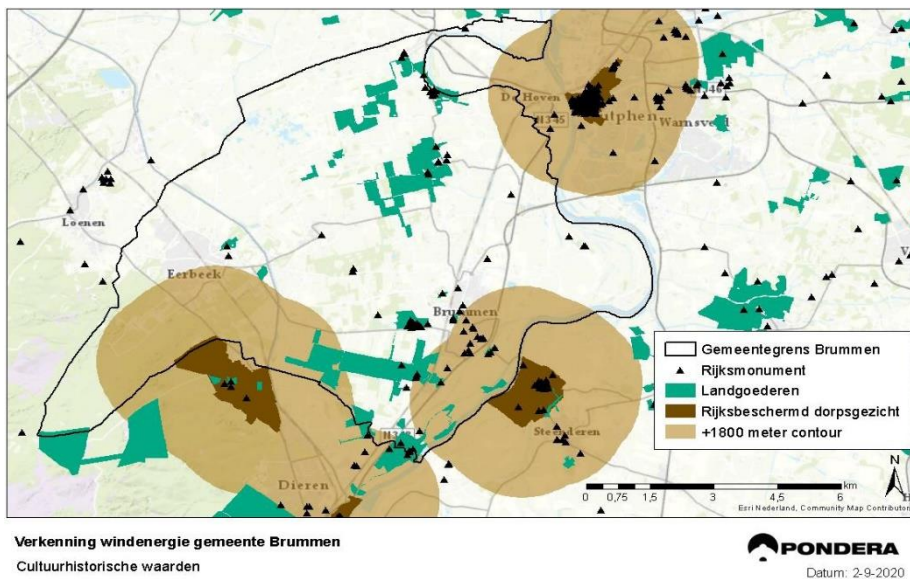 De Hoven
N345
Zutphen
N346
Warnsveld
Loenen
Eerbeek
Brummen
Steenderen
Dieren
Gemeentegrens Brummen
Rijksmonument
Landgoederen
Rijksbeschermd dorpsgezicht
+1800 meter contour
N
0 0,75 1,5 3 4,5 6
km
Esri Nederland, Community Map Contributors
Verkenning windenergie gemeente Brummen
Cultuurhistorische waarden
PONDERA
Datum: 2-9-2020